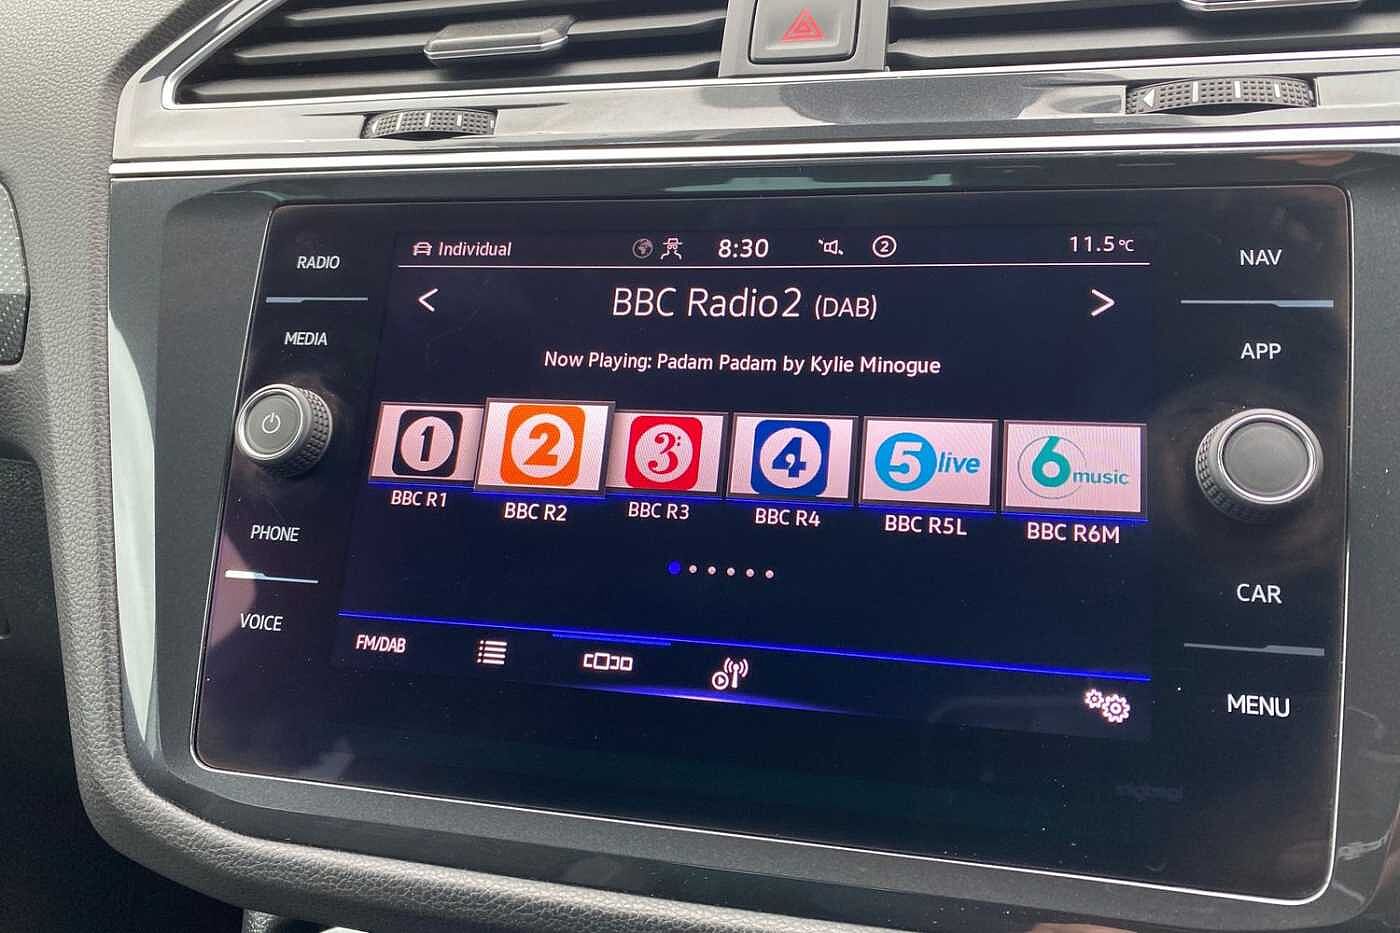 Individual
8:30
2
11.5°C
RADIO
MEDIA
PHONE
VOICE
BBC Radio2 (DAB)
Now Playing: Padam Padam by Kylie Minogue
1
2
3:
4
5 live
6 music
BBC R1
BBC R2
BBC R3
BBC R4
BBC R5L
BBC R6M
FM/DAB
NAV
APP
CAR
MENU